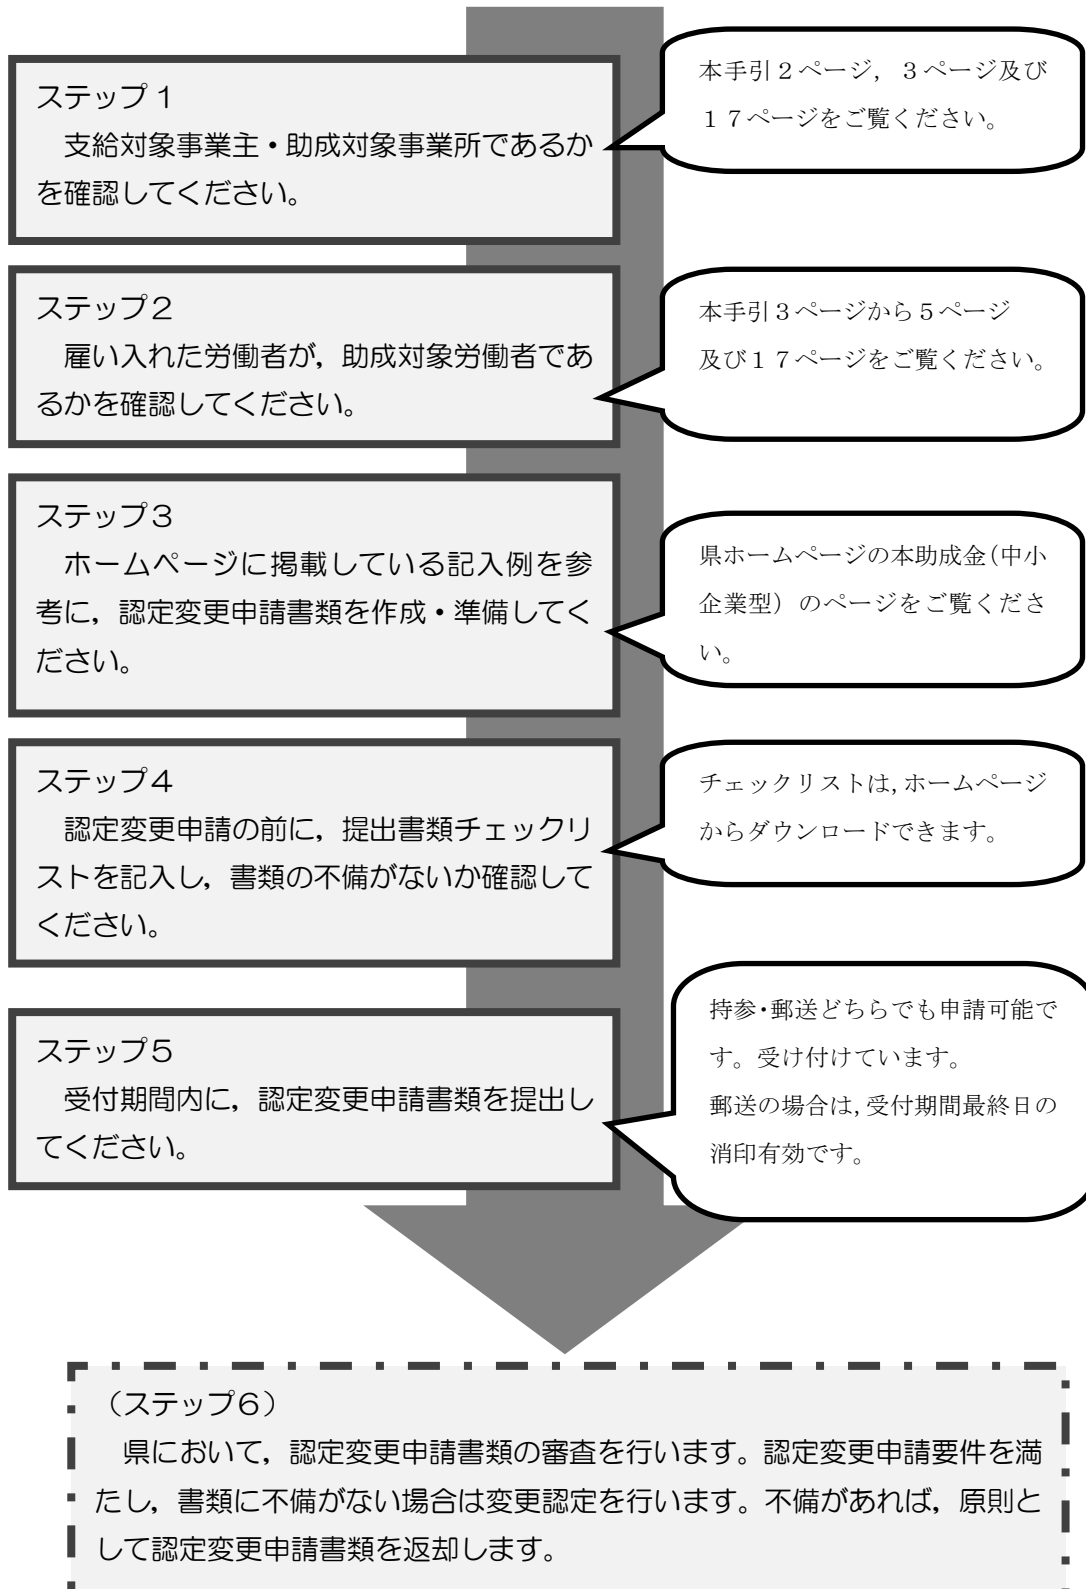 ステップ1
支給対象事業主・助成対象事業所であるか
を確認してください。
本手引2ページ，3ページ及び
17ページをご覧ください。
ステップ2
雇い入れた労働者が，助成対象労働者であ
るかを確認してください。
本手引3ページから5ページ
及び17ページをご覧ください。
ステップ3
ホームページに掲載している記入例を参
考に，認定変更申請書類を作成・準備してく
ださい。
県ホームページの本助成金（中小
企業型）のページをご覧くださ
い。
ステップ4
認定変更申請の前に，提出書類チェックリ
ストを記入し，書類の不備がないか確認して
ください。
チェックリストは，ホームページ
からダウンロードできます。
ステップ5
受付期間内に，認定変更申請書類を提出し
てください。
持参・郵送どちらでも申請可能で
す。受け付けています。
郵送の場合は，受付期間最終日の
消印有効です。
（ステップ6）
県において，認定変更申請書類の審査を行います。認定変更申請要件を満
たし，書類に不備がない場合は変更認定を行います。不備があれば，原則と
して認定変更申請書類を返却します。